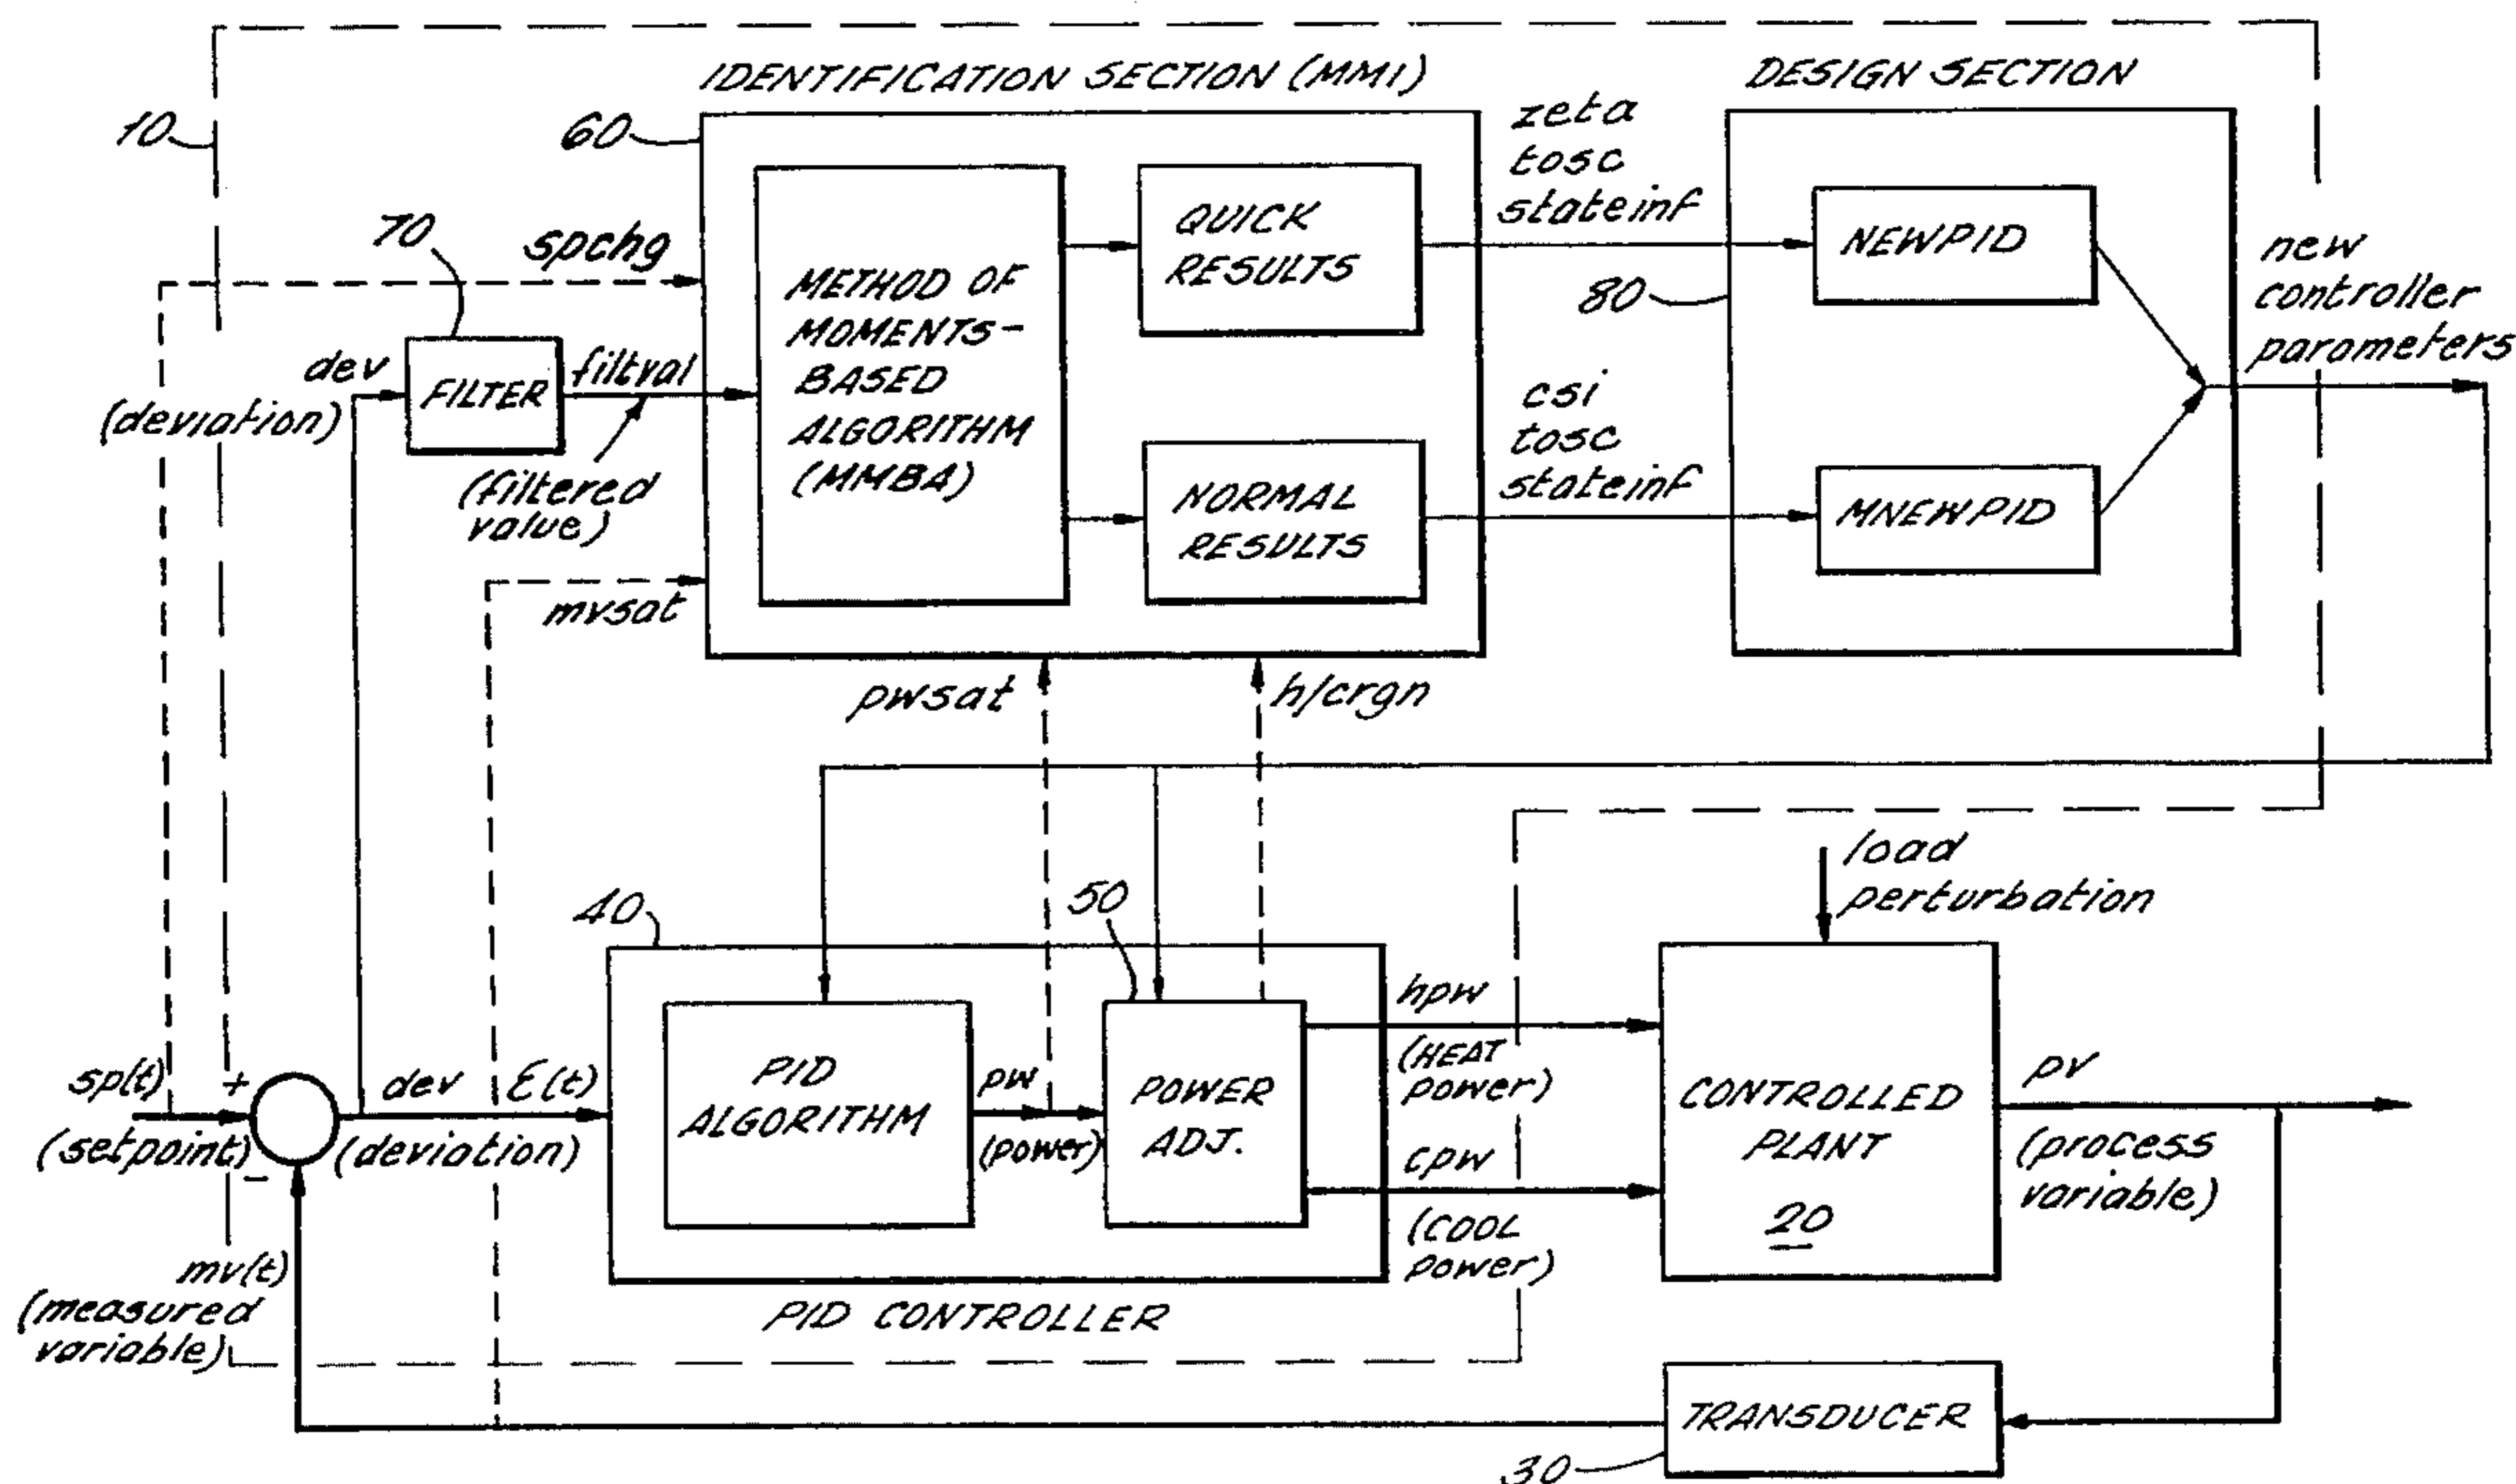 IDENTIFICATION SECTION (MMI)
DESIGN SECTION
10
60
zeta
tosc
stateinf
70
spchg
METHOD OF
MOMENTS-
BASED
ALGORITHM
(MMBA)
QUICK
RESULTS
NEWPID
80
new
controller
parameters
dev
(deviation)
FILTER
filtval
(filtered
value)
csi
tosc
stateinf
NORMAL
RESULTS
MNEWPID
mvsat
pwsat
h/crgn
load
perturbation
40
50
sp(t)
(setpoint)
+
-
dev
ε(t)
(deviation)
PID
ALGORITHM
pw
(power)
POWER
ADJ.
hpw
(HEAT
power)
cpw
(COOL
power)
CONTROLLED
PLANT
20
pv
(process
variable)
mv(t)
(measured
variable)
PID CONTROLLER
TRANSDUCER
30